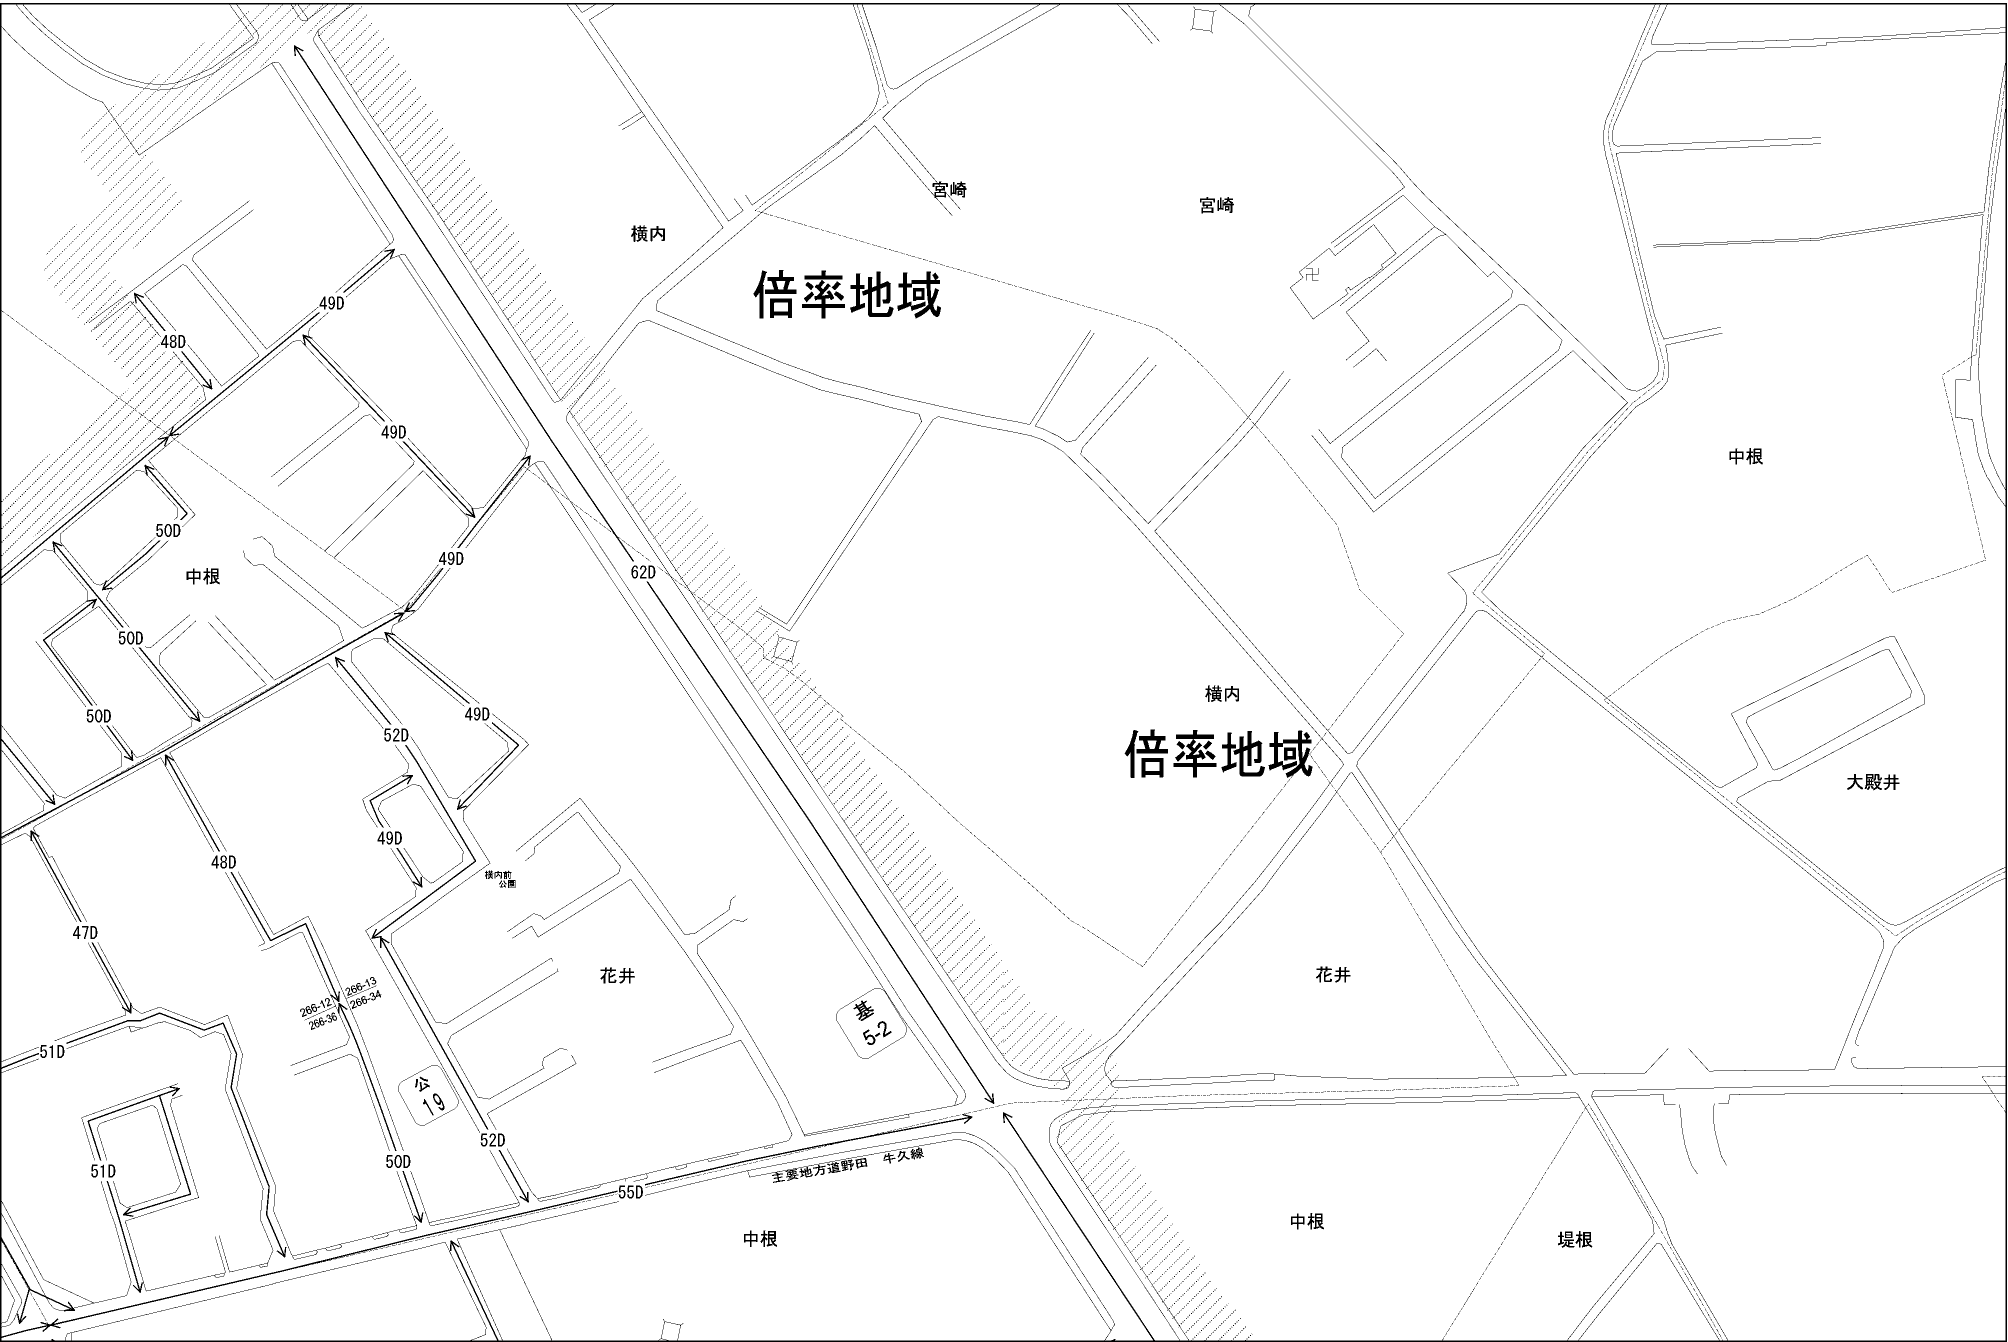 宮崎
宮崎
横内
倍率地域
49D
48D
49D
中根
50D
49D
62D
中根
50D
横内
50D
49D
52D
倍率地域
大殿井
49D
48D
横内前
公園
47D
花井
花井
266-12
266-13
266-36
266-34
基
5-2
51D
公
19
52D
50D
51D
主要地方道野田 牛久線
55D
中根
中根
堤根